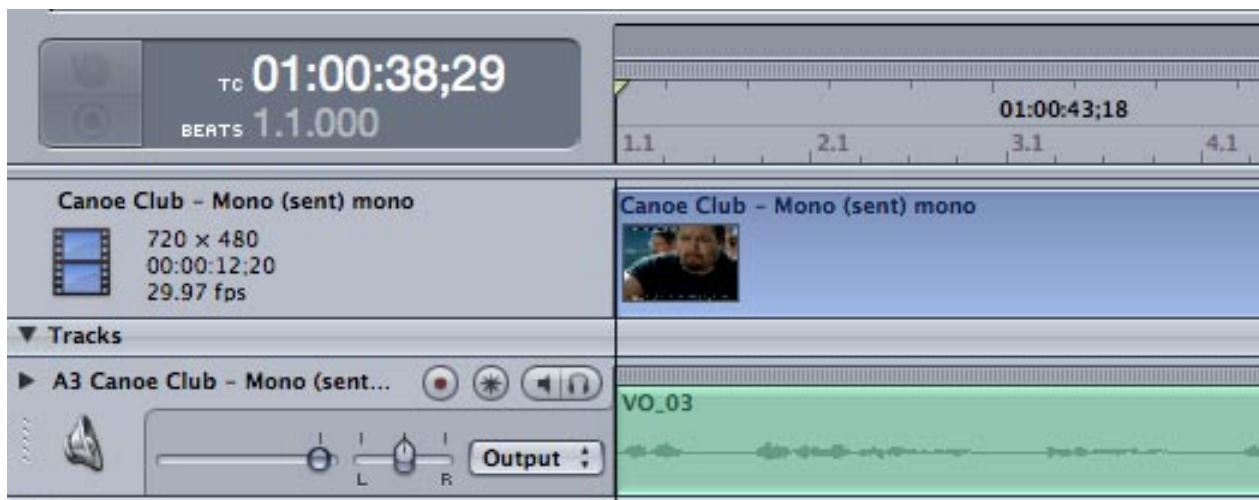 TC 01:00:38;29
BEATS 1.1.000
01:00:43;18
1.1 2.1 3.1 4.1
Canoe Club – Mono (sent) mono
720 × 480
00:00:12;20
29.97 fps
Canoe Club – Mono (sent) mono
Tracks
A3 Canoe Club – Mono (sent...
L R
Output
VO_03